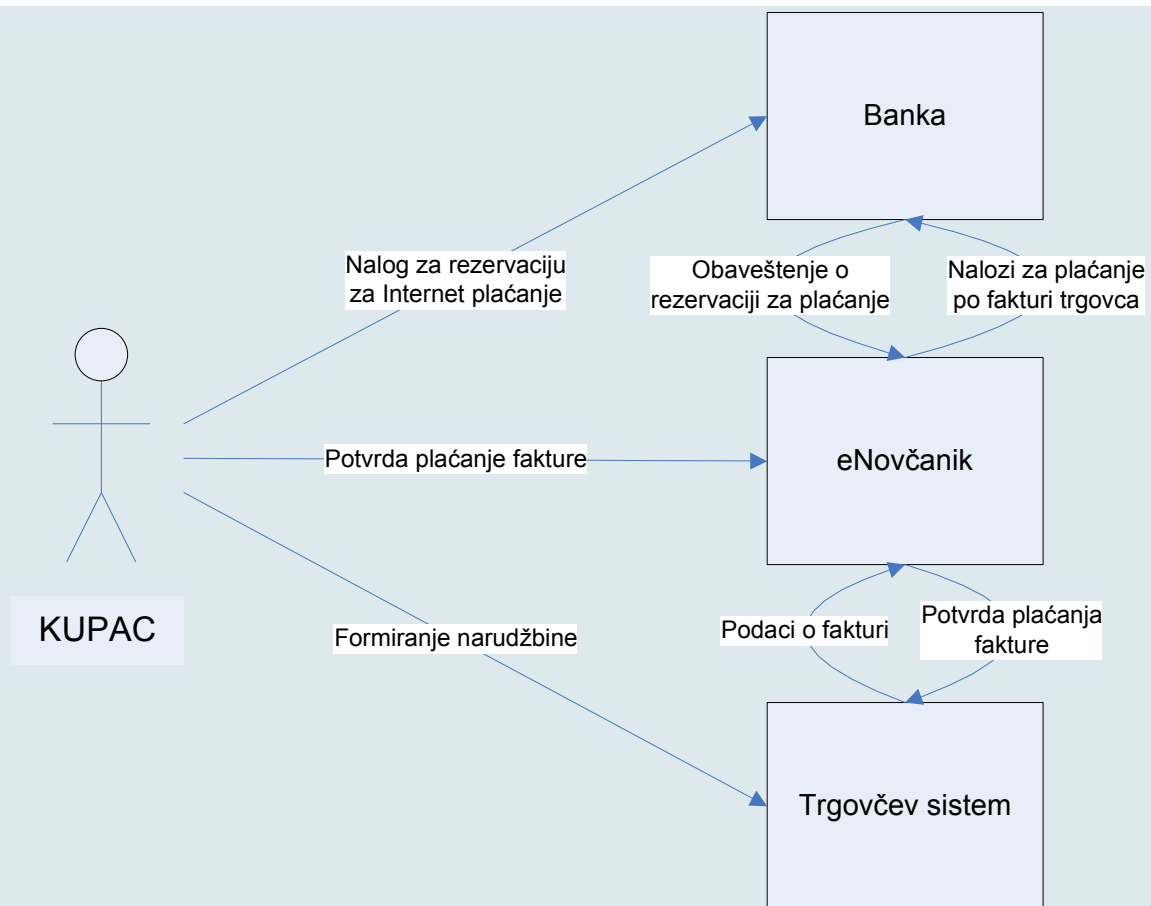 Banka
Nalog za rezervaciju
za Internet plaćanje
Obaveštenje o
rezervaciji za plaćanje
Nalozi za plaćanje
po fakturi trgovca
Potvrda plaćanje fakture
eNovčanik
KUPAC
Formiranje narudžbine
Podaci o fakturi
Potvrda plaćanja
fakture
Trgovčev sistem